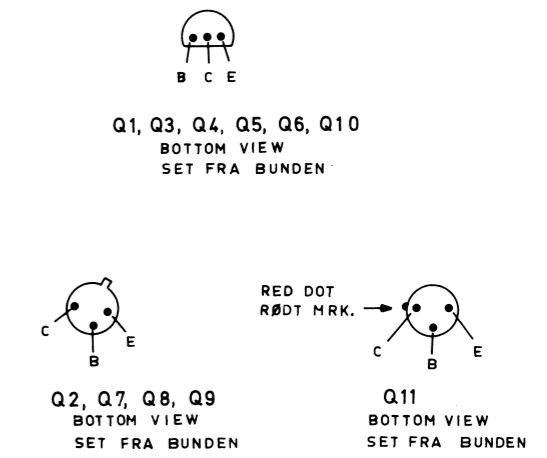 B C E
Q1, Q3, Q4, Q5, Q6, Q10
BOTTOM VIEW
SET FRA BUNDEN
C
B
E
Q2, Q7, Q8, Q9
BOTTOM VIEW
SET FRA BUNDEN
RED DOT
RØDT MRK.
C
B
E
Q11
BOTTOM VIEW
SET FRA BUNDEN